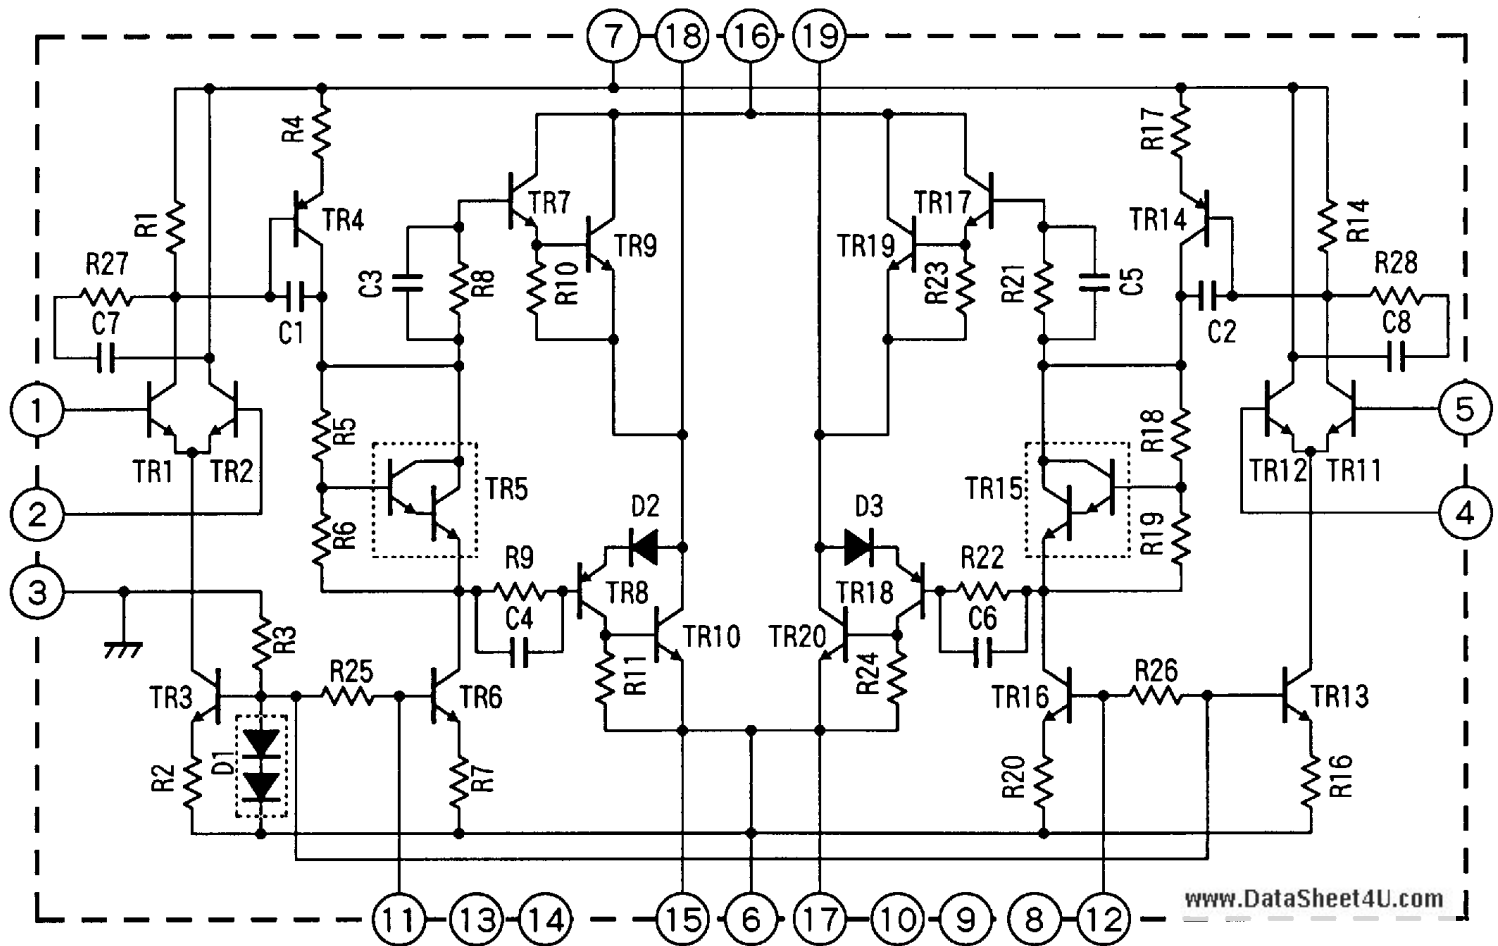 7 18 16 19
R4 R17
R1 TR4 TR7 TR9 TR17 TR19 TR14 R14
R27 C3 R8 R10 R23 R21 C5 R28
C7 C1 C2 C8
1 5
R5 R18
TR1 TR2 TR5 TR15 TR12 TR11
2 D2 D3 4
R6 R19
3 R9 R22
TR8 TR18
C4 C6
R3 TR10 TR20
R25 R11 R24 R26
TR3 TR6 TR16 TR13
R2 D1 R7 R20 R16
www.DataSheet4U.com
11 13 14 15 6 17 10 9 8 12